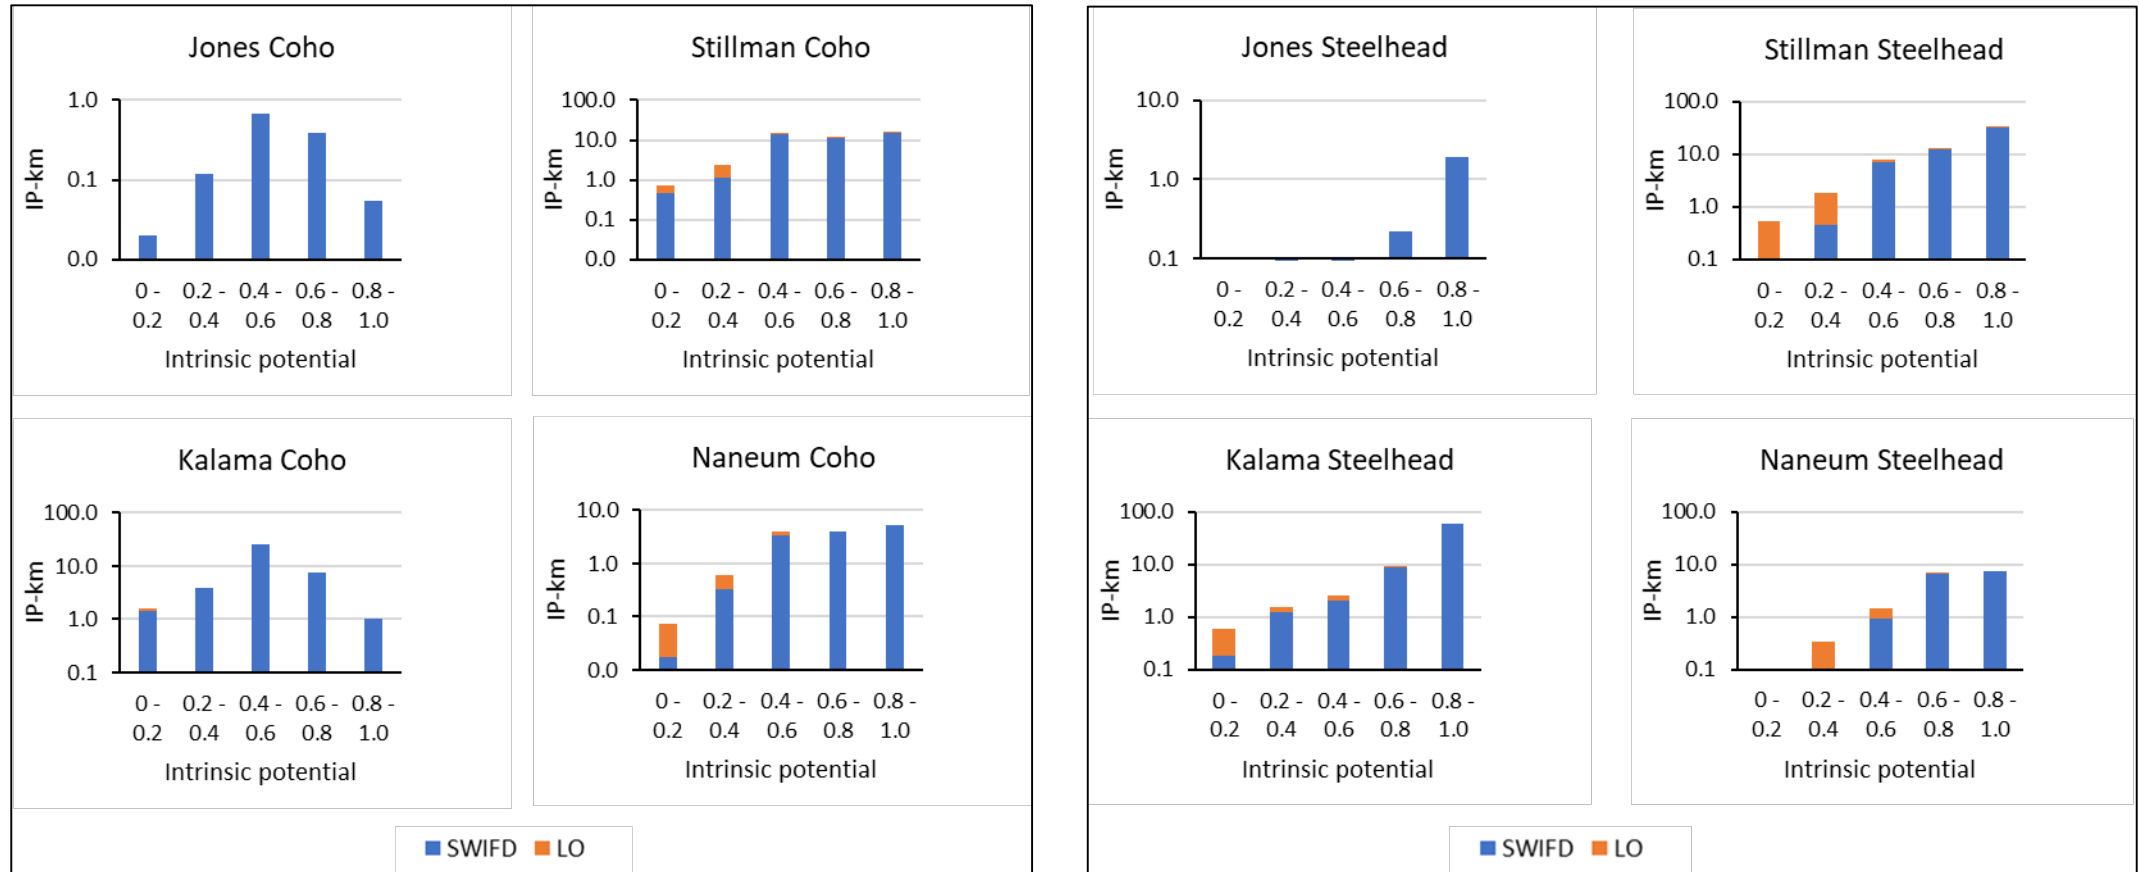 Jones Coho
IP-km
1.0
0.1
0.0
0 - 0.2 - 0.4 - 0.6 - 0.8 -
0.2 0.4 0.6 0.8 1.0
Intrinsic potential
Stillman Coho
IP-km
100.0
10.0
1.0
0.1
0.0
0 - 0.2 - 0.4 - 0.6 - 0.8 -
0.2 0.4 0.6 0.8 1.0
Intrinsic potential
Kalama Coho
IP-km
100.0
10.0
1.0
0.1
0 - 0.2 - 0.4 - 0.6 - 0.8 -
0.2 0.4 0.6 0.8 1.0
Intrinsic potential
Naneum Coho
IP-km
10.0
1.0
0.1
0.0
0 - 0.2 - 0.4 - 0.6 - 0.8 -
0.2 0.4 0.6 0.8 1.0
Intrinsic potential
SWIFD LO
Jones Steelhead
IP-km
10.0
1.0
0.1
0 - 0.2 - 0.4 - 0.6 - 0.8 -
0.2 0.4 0.6 0.8 1.0
Intrinsic potential
Stillman Steelhead
IP-km
100.0
10.0
1.0
0.1
0 - 0.2 - 0.4 - 0.6 - 0.8 -
0.2 0.4 0.6 0.8 1.0
Intrinsic potential
Kalama Steelhead
IP-km
100.0
10.0
1.0
0.1
0 - 0.2 - 0.4 - 0.6 - 0.8 -
0.2 0.4 0.6 0.8 1.0
Intrinsic potential
Naneum Steelhead
IP-km
100.0
10.0
1.0
0.1
0 - 0.2 - 0.4 - 0.6 - 0.8 -
0.2 0.4 0.6 0.8 1.0
Intrinsic potential
SWIFD LO